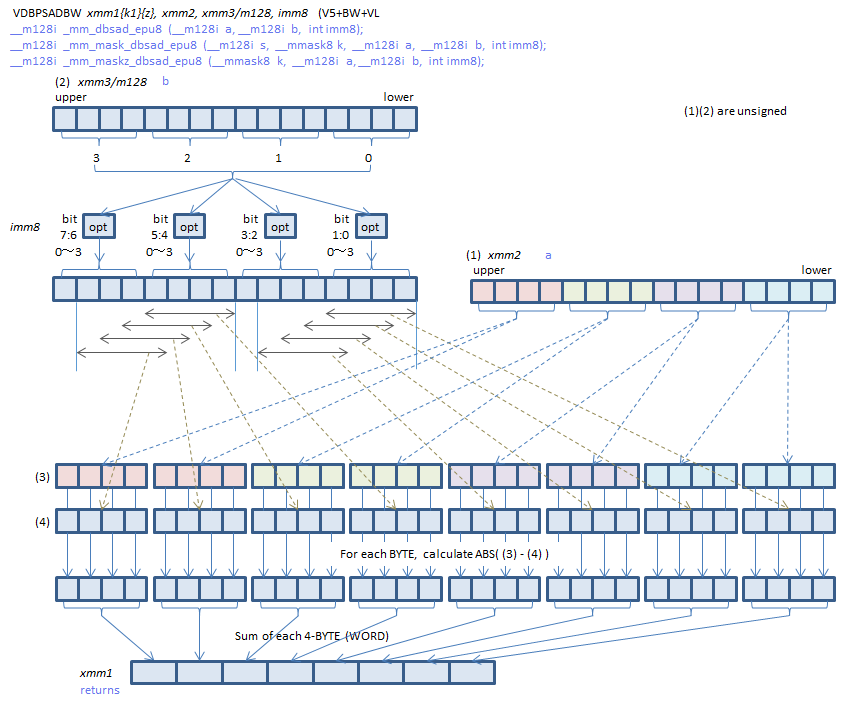 VDBPSADBW xmm1{k1}{z}, xmm2, xmm3/m128, imm8 (V5+BW+VL
__m128i _mm_dbsad_epu8 (__m128i a, __m128i b, int imm8);
__m128i _mm_mask_dbsad_epu8 (__m128i s, __mmask8 k, __m128i a, __m128i b, int imm8);
__m128i _mm_maskz_dbsad_epu8 (__mmask8 k, __m128i a, __m128i b, int imm8);
(2) xmm3/m128 b
upper lower
(1)(2) are unsigned
3 2 1 0
imm8
bit 7:6 0～3 opt
bit 5:4 0～3 opt
bit 3:2 0～3 opt
bit 1:0 0～3 opt
(1) xmm2 a
upper lower
(3)
(4)
For each BYTE, calculate ABS( (3) - (4) )
Sum of each 4-BYTE (WORD)
xmm1
returns